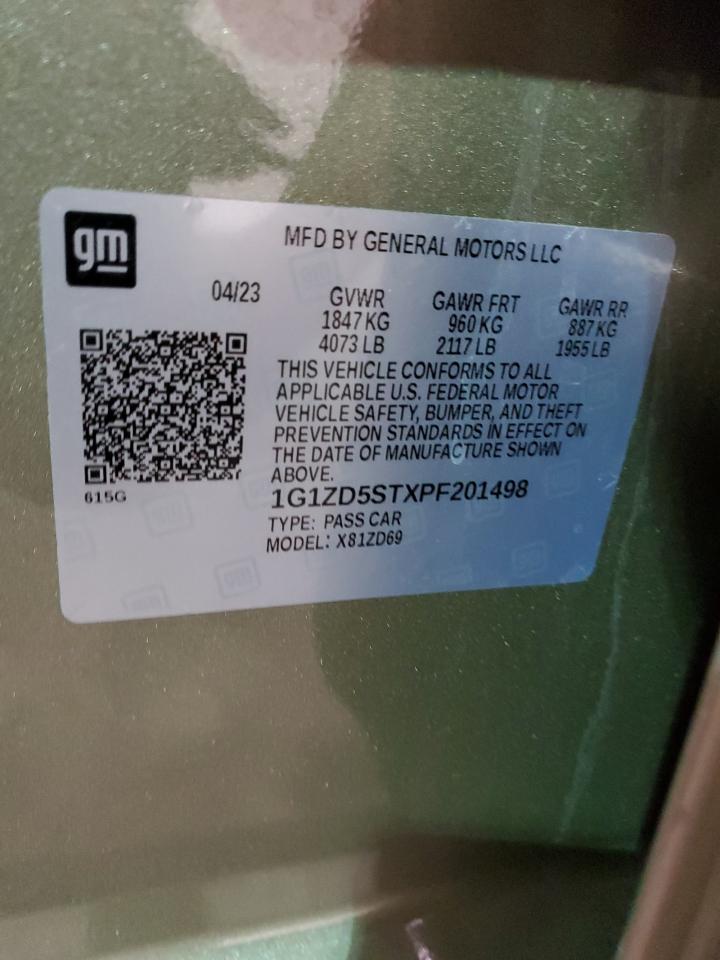 gm
MFD BY GENERAL MOTORS LLC
04/23 GVWR GAWR FRT GAWR RR
1847 KG 960 KG 887 KG
4073 LB 2117 LB 1955 LB
THIS VEHICLE CONFORMS TO ALL
APPLICABLE U.S. FEDERAL MOTOR
VEHICLE SAFETY, BUMPER, AND THEFT
PREVENTION STANDARDS IN EFFECT ON
THE DATE OF MANUFACTURE SHOWN
ABOVE.
615G
1G1ZD5STXPF201498
TYPE: PASS CAR
MODEL: X81ZD69